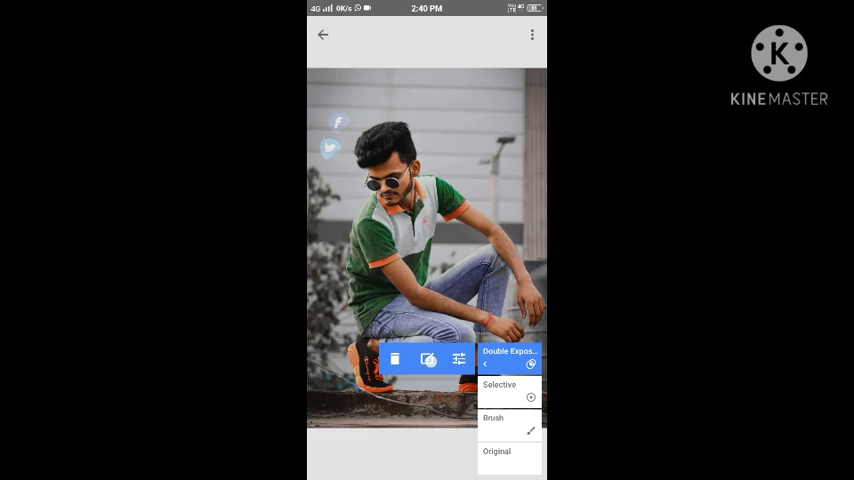 4G 0K/s 2:40 PM
KINEMASTER
Double Expos...
Selective
Brush
Original